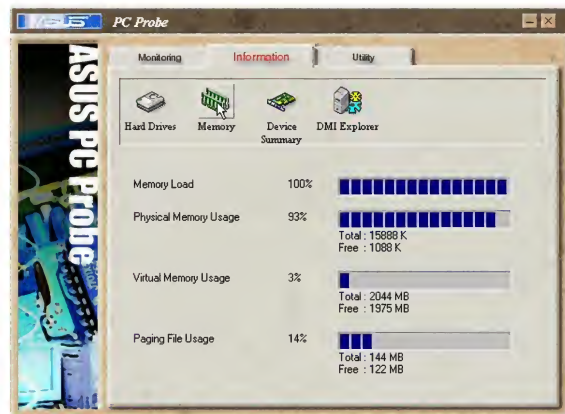 ASUS
PC Probe
ASUS PC Probe
Monitoring
Information
Utility
Hard Drives
Memory
Device
Summary
DMI Explorer
Memory Load 100%
Physical Memory Usage 93%
Total : 15888 K
Free : 1088 K
Virtual Memory Usage 3%
Total : 2044 MB
Free : 1975 MB
Paging File Usage 14%
Total : 144 MB
Free : 122 MB